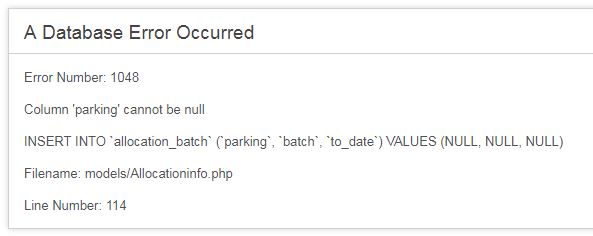 A Database Error Occurred
Error Number: 1048
Column 'parking' cannot be null
INSERT INTO `allocation_batch` (`parking`, `batch`, `to_date`) VALUES (NULL, NULL, NULL)
Filename: models/Allocationinfo.php
Line Number: 114